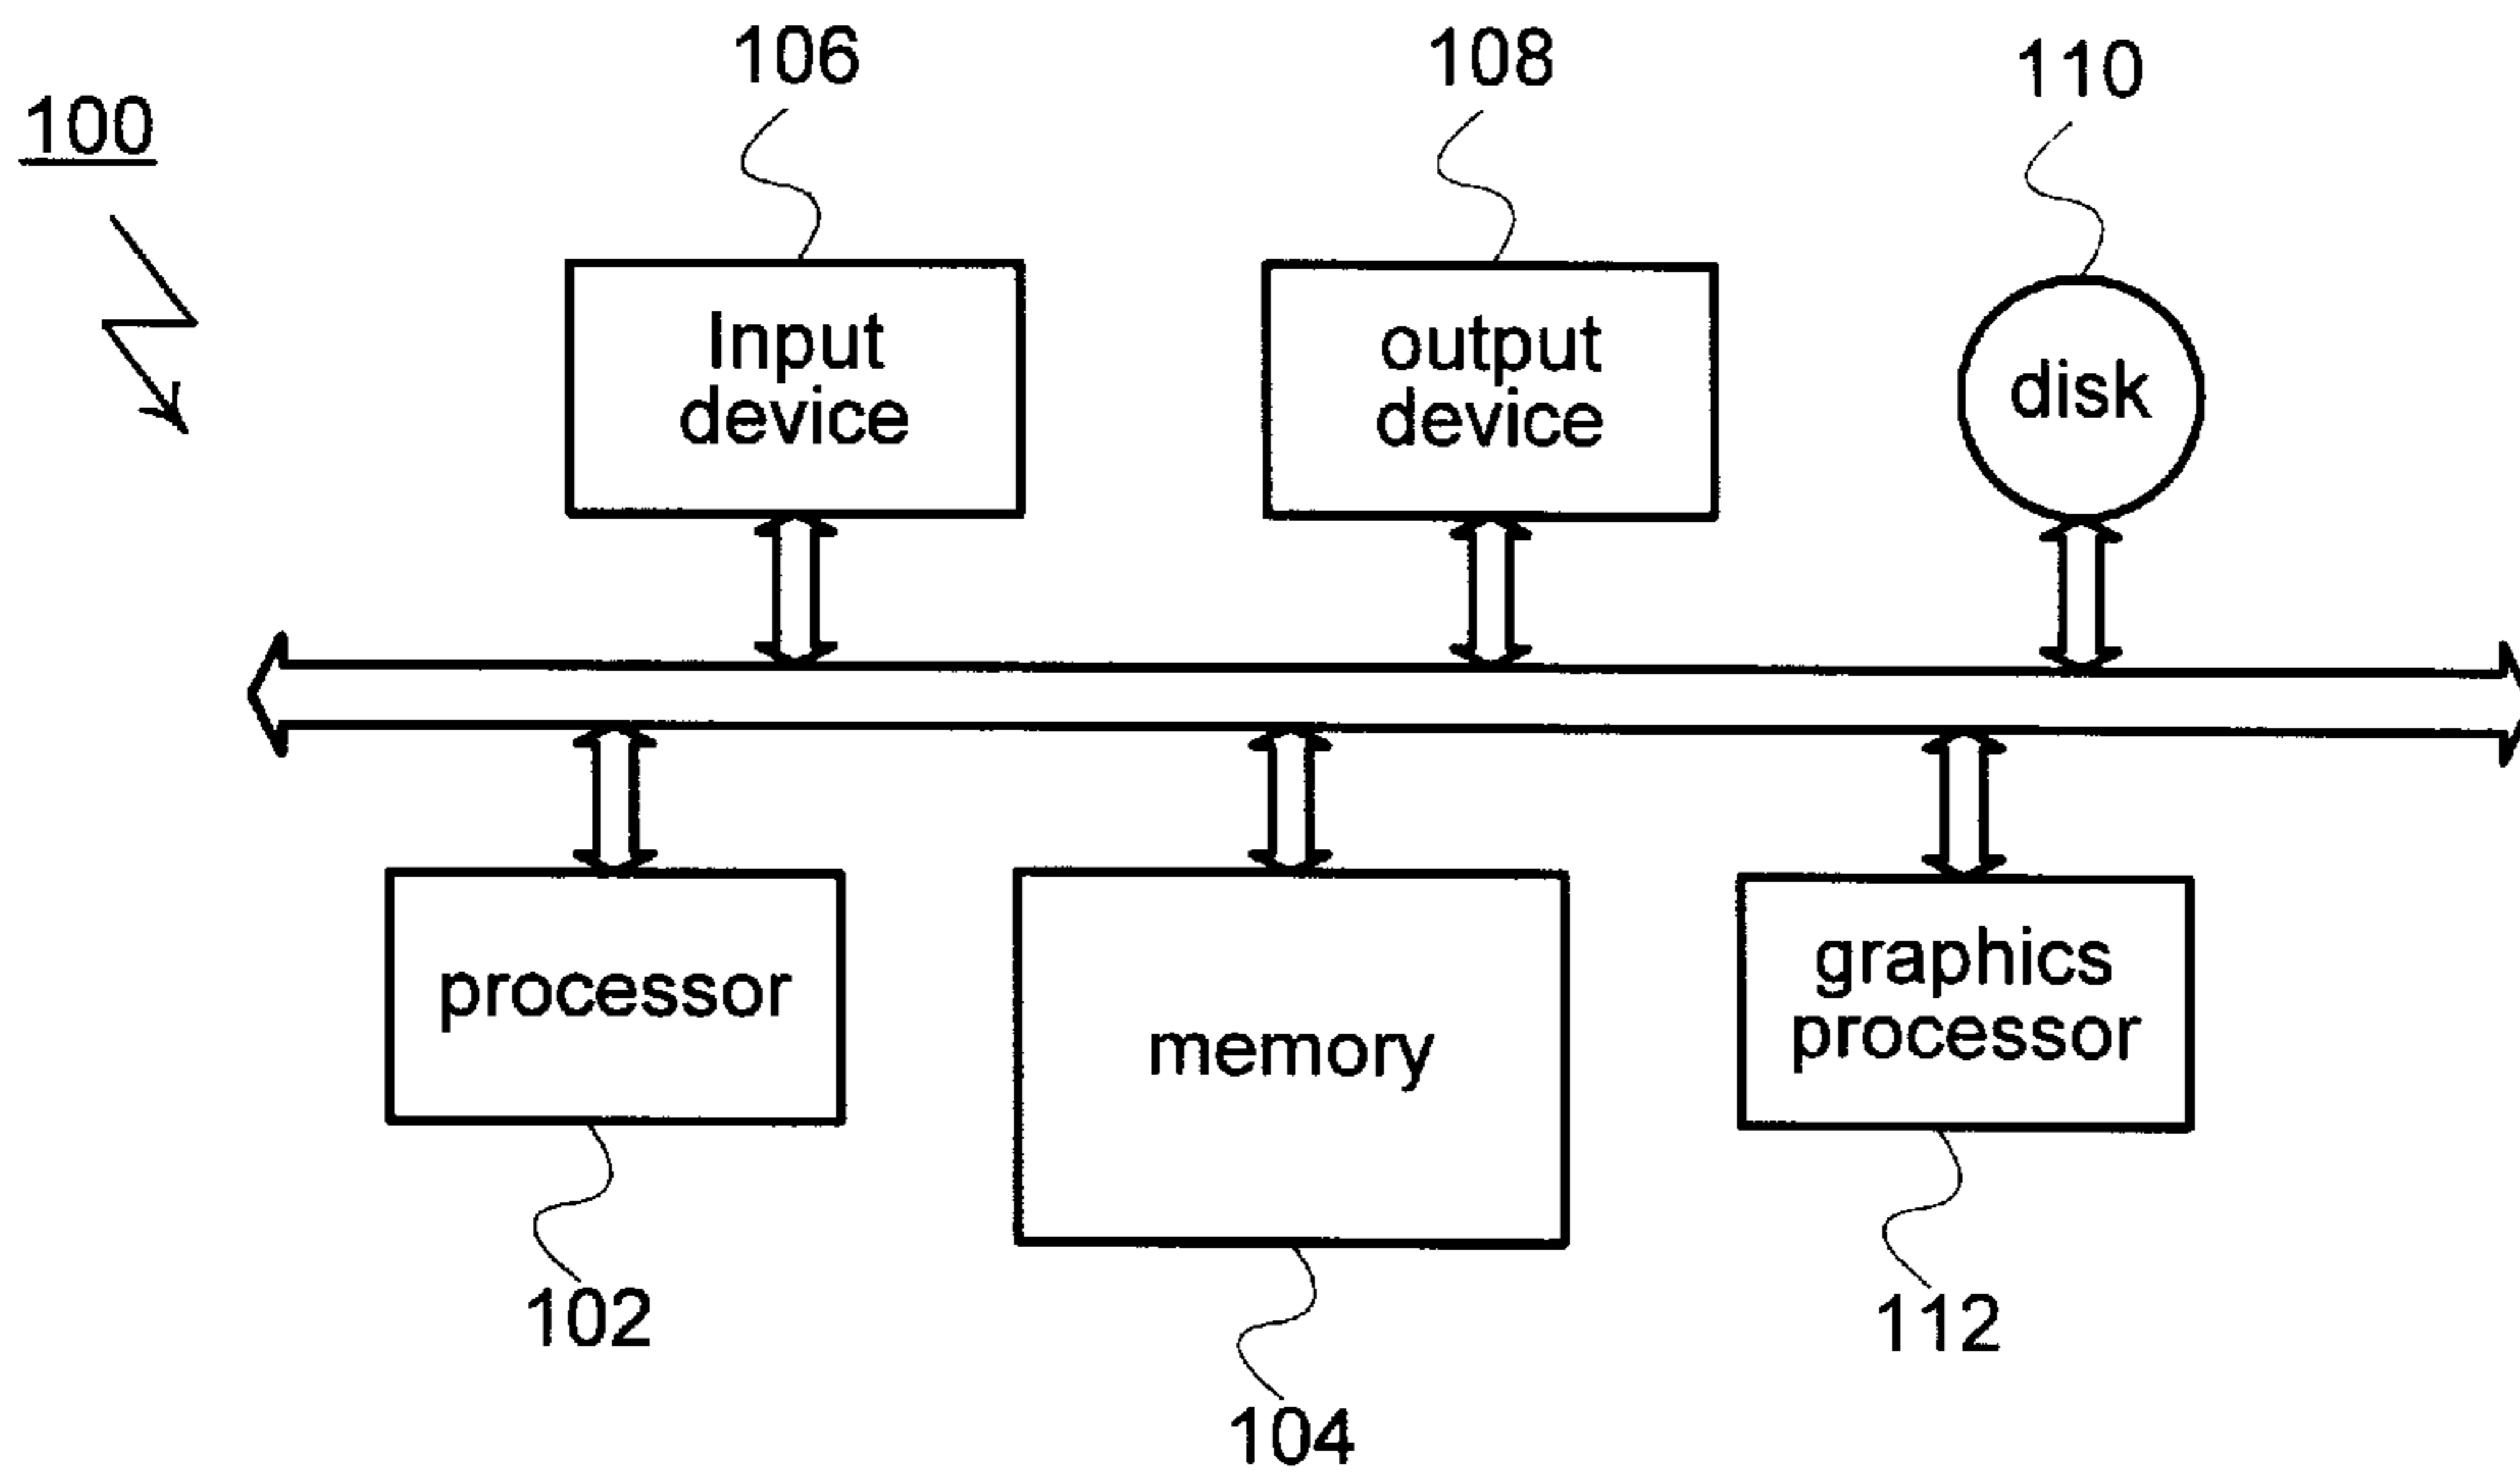 106
108
110
100
Input
device
output
device
disk
processor
memory
graphics
processor
102
112
104